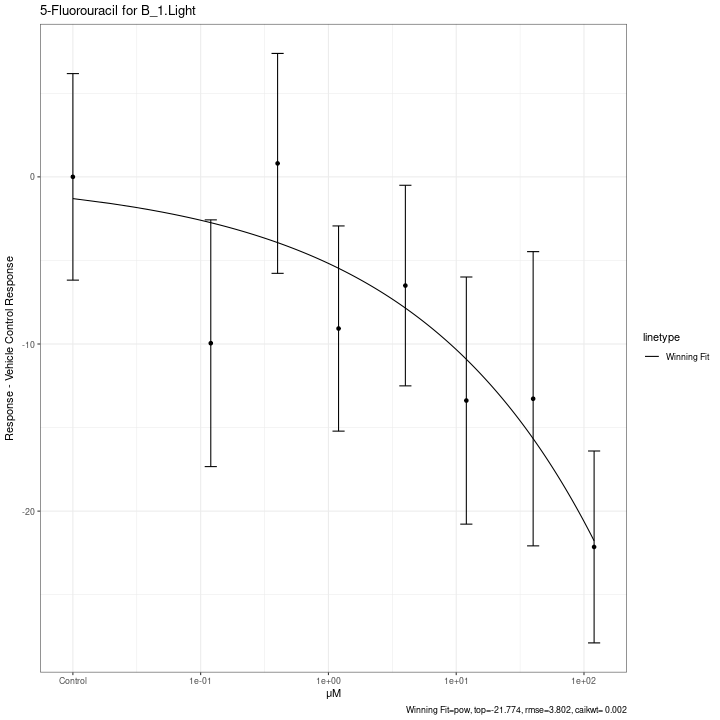 5-Fluorouracil for B_1.Light
Response - Vehicle Control Response
0
-10
-20
Control
1e-01
1e+00
1e+01
1e+02
µM
linetype
Winning Fit
Winning Fit=pow, top=-21.774, rmse=3.802, caikwt= 0.002